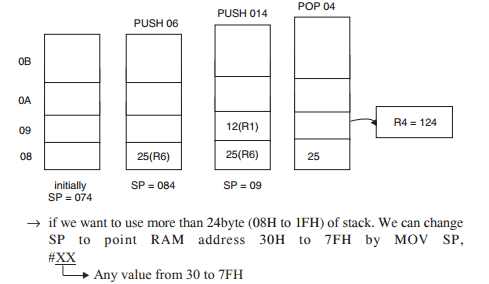 PUSH 06
PUSH 014
POP 04
0B
0A
09
08
12(R1)
25(R6)
25(R6)
25
R4 = 124
initially
SP = 074
SP = 084
SP = 09
→ if we want to use more than 24byte (08H to 1FH) of stack. We can change
SP to point RAM address 30H to 7FH by MOV SP,
#XX
Any value from 30 to 7FH